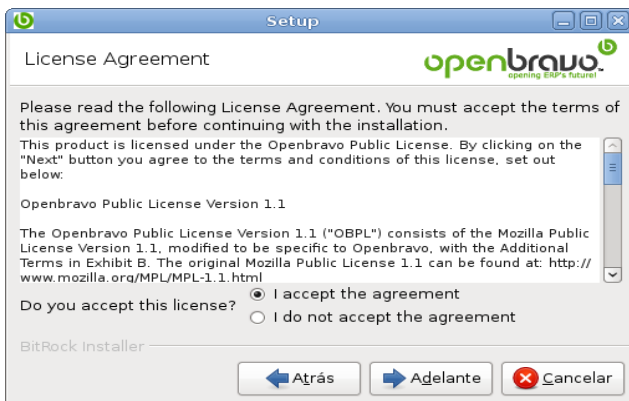 Setup
License Agreement
openbravo
opening ERP's future!
Please read the following License Agreement. You must accept the terms of
this agreement before continuing with the installation.
This product is licensed under the Openbravo Public License. By clicking on the
"Next" button you agree to the terms and conditions of this license, set out
below:
Openbravo Public License Version 1.1
The Openbravo Public License Version 1.1 ("OBPL") consists of the Mozilla Public
License Version 1.1, modified to be specific to Openbravo, with the Additional
Terms in Exhibit B. The original Mozilla Public License 1.1 can be found at: http://
www.mozilla.org/MPL/MPL-1.1.html
Do you accept this license?
I accept the agreement
I do not accept the agreement
BitRock Installer
Atrás
Adelante
Cancelar